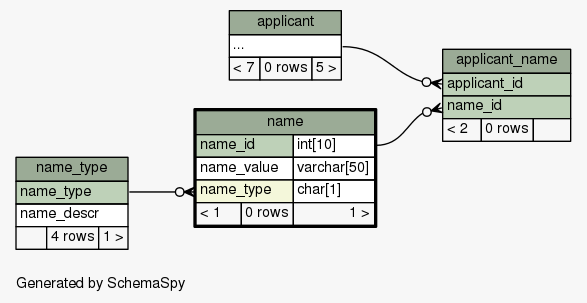 applicant
...
< 7 0 rows 5 >
applicant_name
applicant_id
name_id
< 2 0 rows
name
name_id int[10]
name_value varchar[50]
name_type char[1]
< 1 0 rows 1 >
name_type
name_type
name_descr
4 rows 1 >
Generated by SchemaSpy